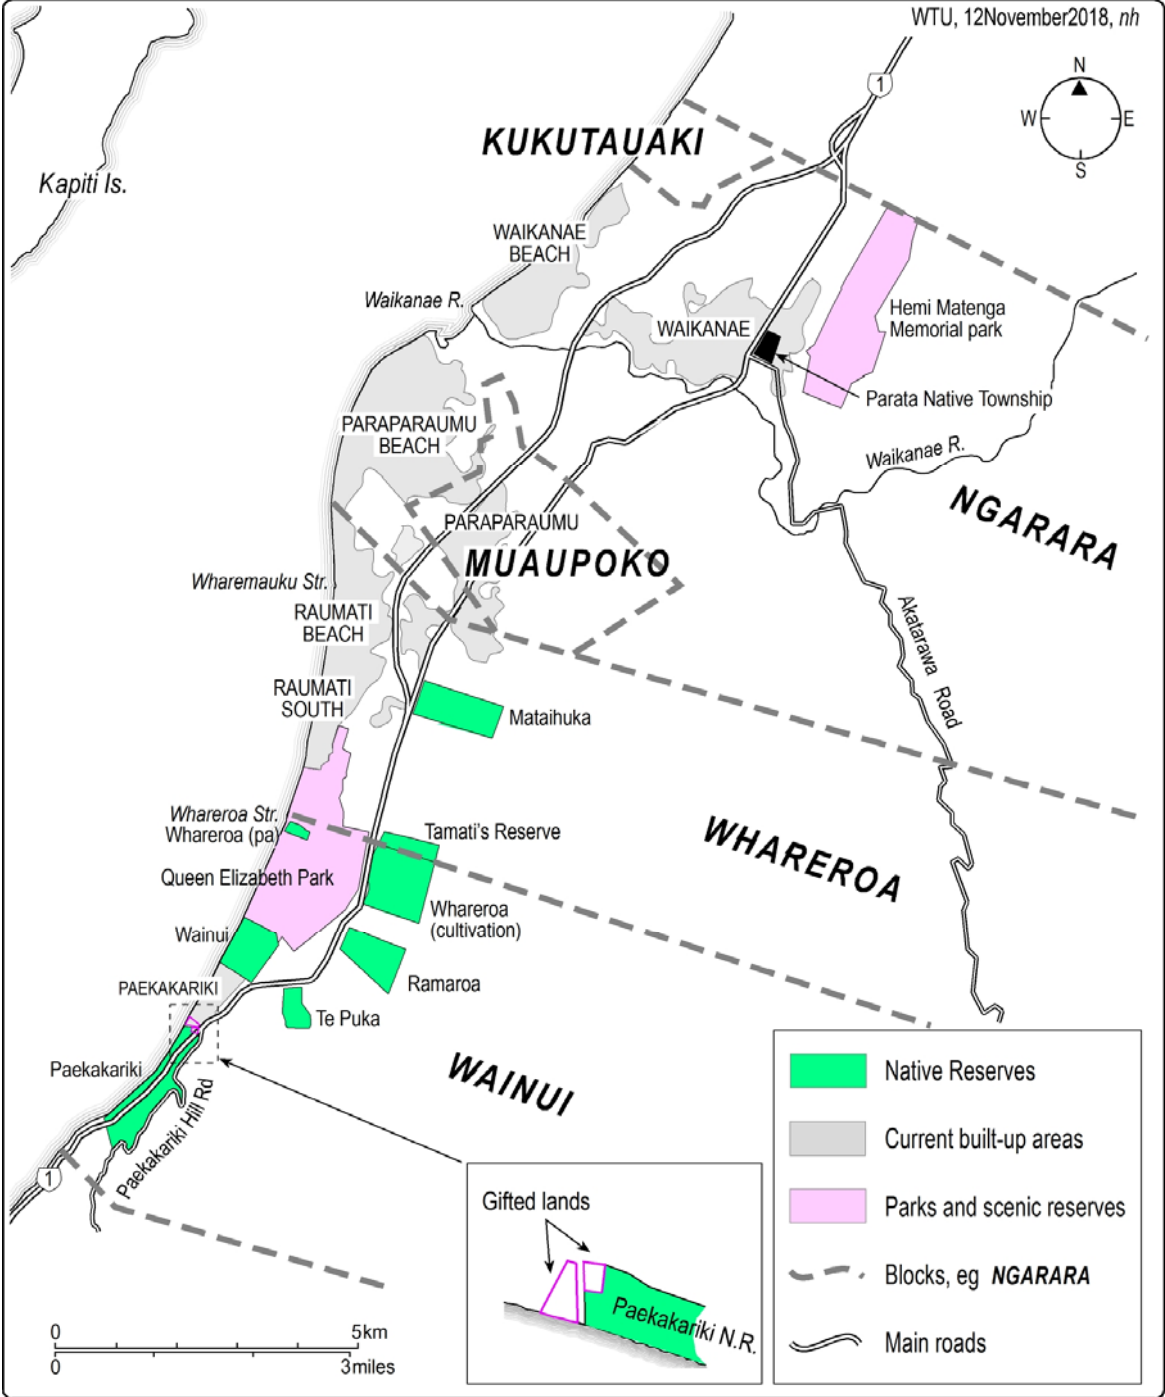 WTU, 12November2018, nh
1
N
W
E
S
KUKUTAUAKI
Kapiti Is.
WAIKANAE
BEACH
Waikanae R.
WAIKANAE
Hemi Matenga
Memorial park
Parata Native Township
PARAPARAUMU
BEACH
Waikanae R.
NGARARA
PARAPARAUMU
MUAUPOKO
Wharemauku Str.
RAUMATI
BEACH
Akatarawa Road
RAUMATI
SOUTH
Mataihuka
Whareroa Str.
Whareroa (pa)
Tamati's Reserve
WHAREROA
Queen Elizabeth Park
Whareroa
(cultivation)
Wainui
Ramaroa
PAEKAKARIKI
Te Puka
Paekakariki
WAINUI
Paekakariki Hill Rd
1
Native Reserves
Current built-up areas
Parks and scenic reserves
Blocks, eg NGARARA
Main roads
Gifted lands
Paekakariki N.R.
0
5km
0
3miles